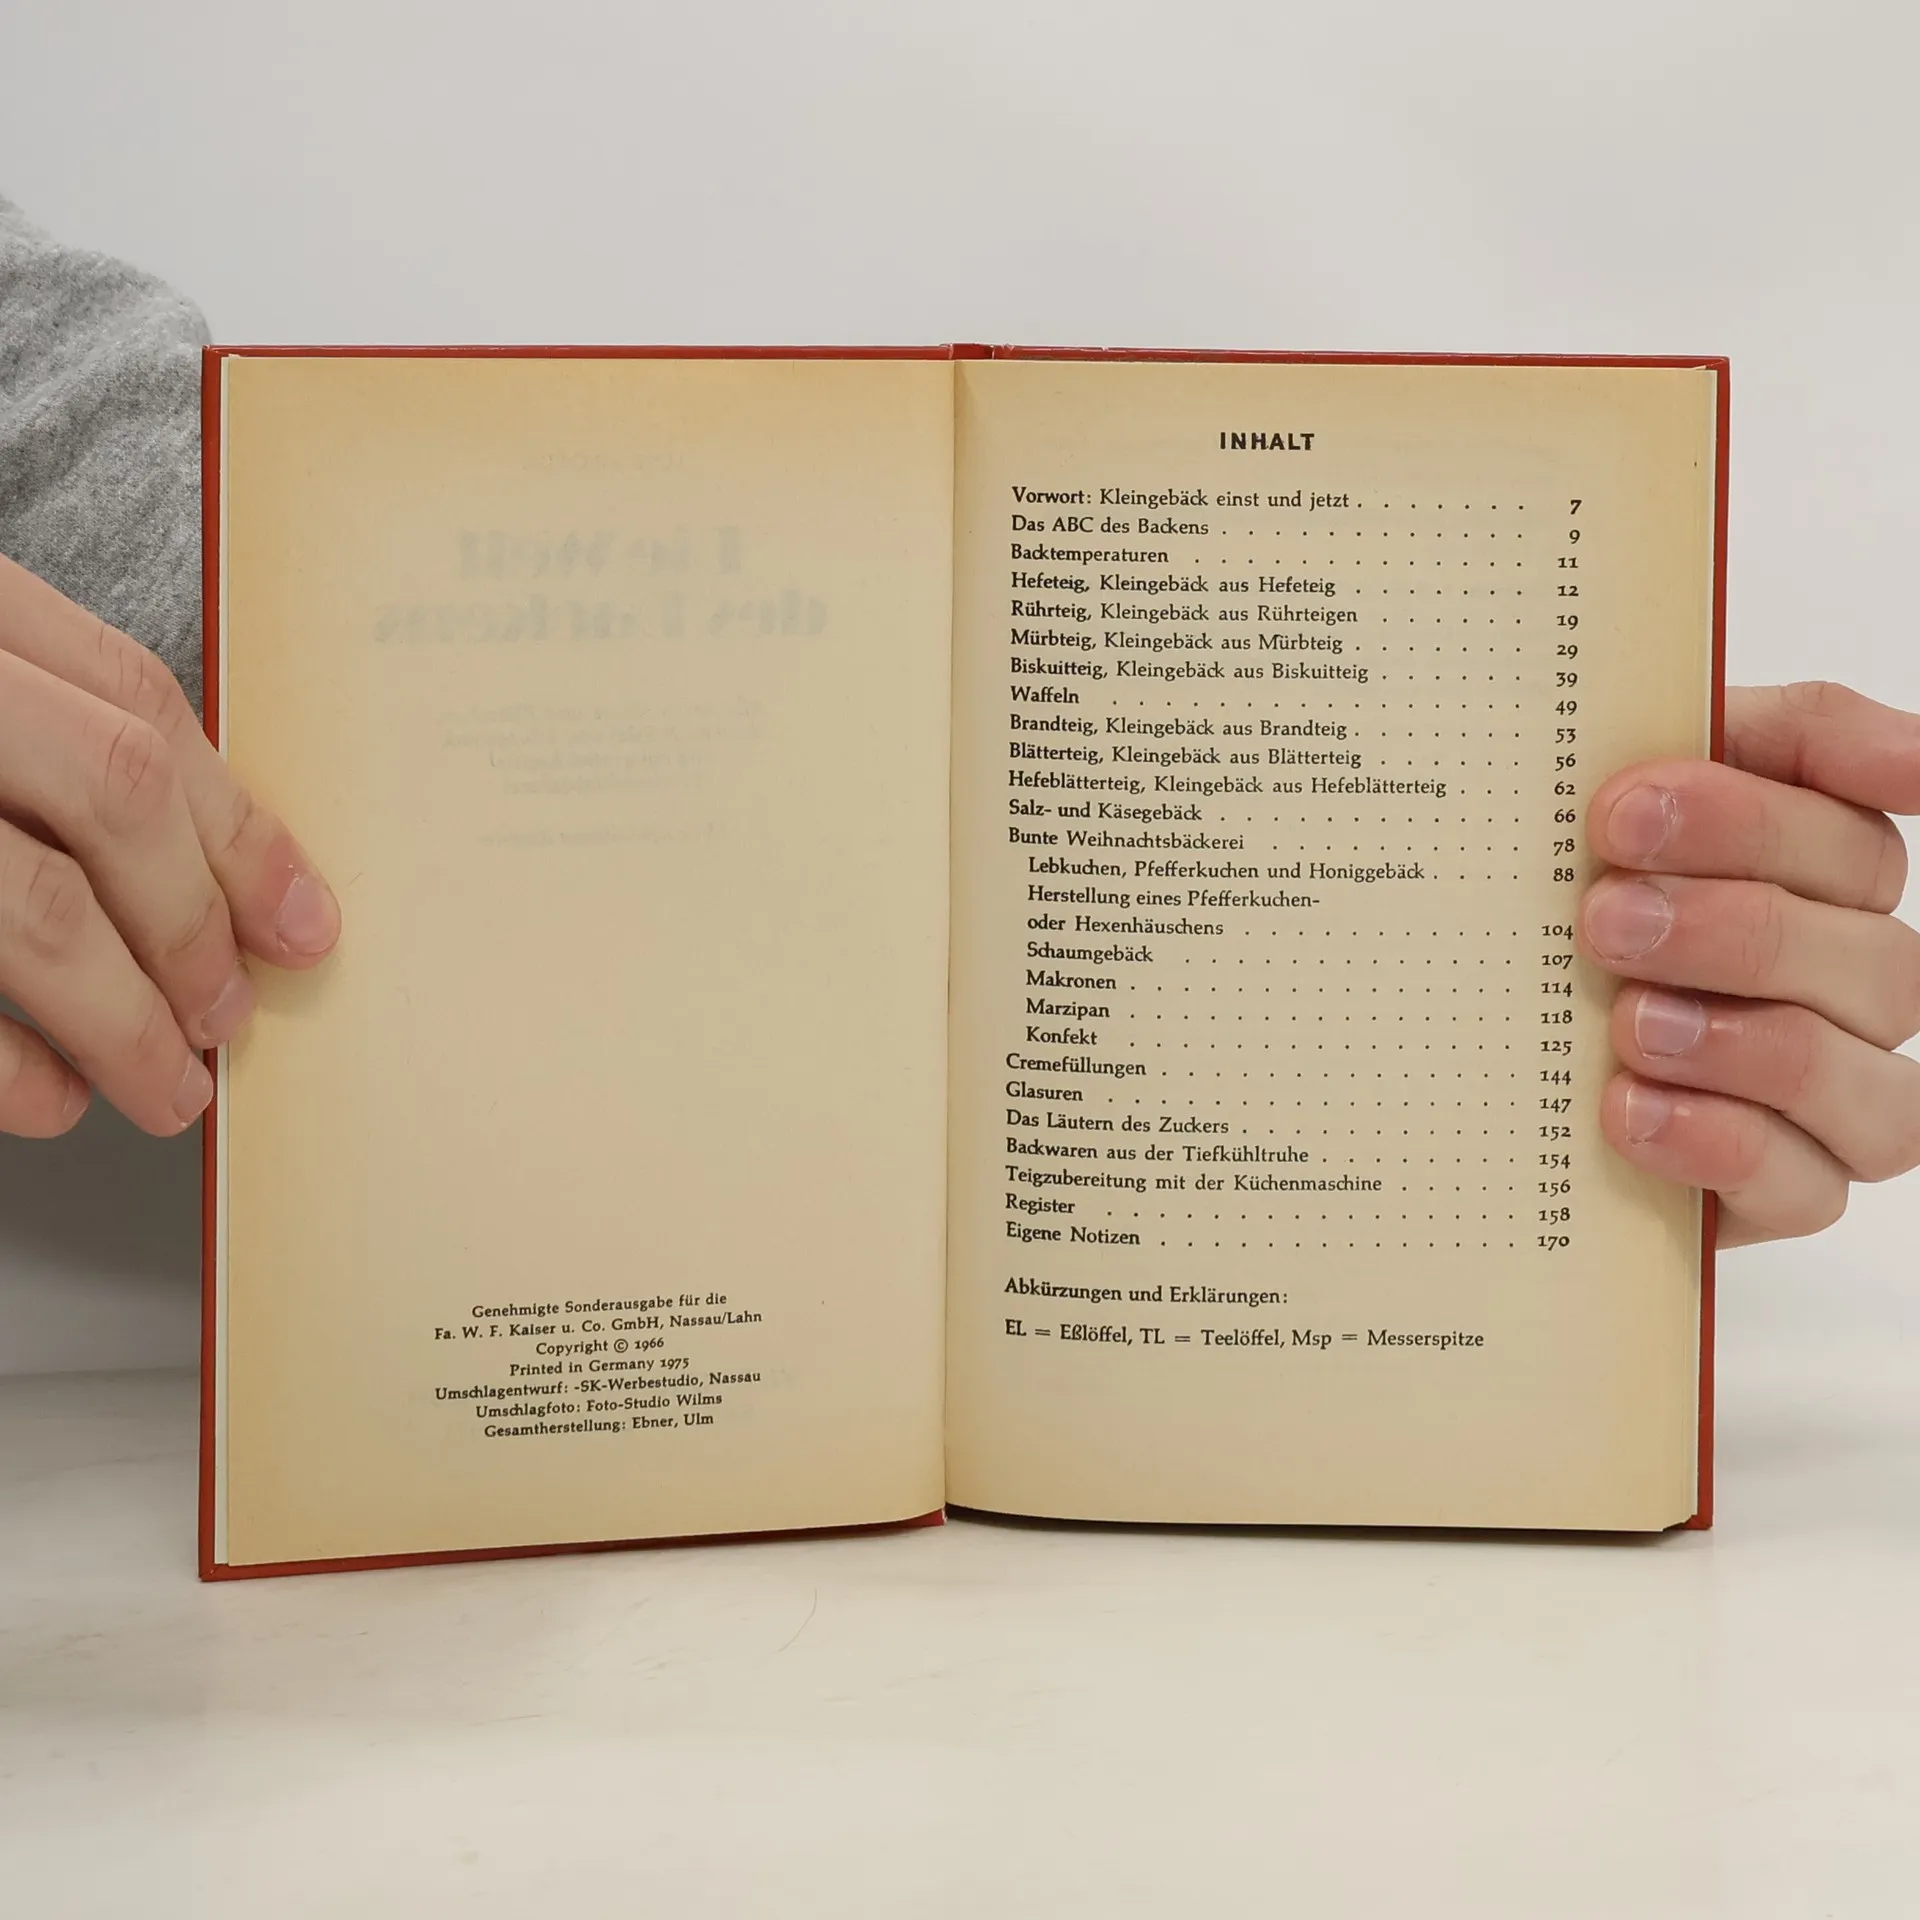 Genehmigte Sonderausgabe für die
Fa. W. F. Kaiser u. Co. GmbH, Nassau/Lahn
Copyright © 1966
Printed in Germany 1975
Umschlagentwurf: -SK-Werbestudio, Nassau
Umschlagfoto: Foto-Studio Wilms
Gesamtherstellung: Ebner, Ulm
INHALT
Vorwort: Kleingebäck einst und jetzt . . . . . . . 7
Das ABC des Backens . . . . . . . . . . . . 9
Backtemperaturen . . . . . . . . . . . . . 11
Hefeteig, Kleingebäck aus Hefeteig . . . . . . . 12
Rührteig, Kleingebäck aus Rührteigen . . . . . . 19
Mürbteig, Kleingebäck aus Mürbteig . . . . . . . 29
Biskuitteig, Kleingebäck aus Biskuitteig . . . . . . 39
Waffeln . . . . . . . . . . . . . . . . 49
Brandteig, Kleingebäck aus Brandteig . . . . . . . 53
Blätterteig, Kleingebäck aus Blätterteig . . . . . . 56
Hefeblätterteig, Kleingebäck aus Hefeblätterteig . . . 62
Salz- und Käsegebäck . . . . . . . . . . . . 66
Bunte Weihnachtsbäckerei . . . . . . . . . . 78
Lebkuchen, Pfefferkuchen und Honiggebäck . . . . 88
Herstellung eines Pfefferkuchen-
oder Hexenhäuschens . . . . . . . . . . . 104
Schaumgebäck . . . . . . . . . . . . . 107
Makronen . . . . . . . . . . . . . . . 114
Marzipan . . . . . . . . . . . . . . . 118
Konfekt . . . . . . . . . . . . . . . 125
Cremefüllungen . . . . . . . . . . . . . . 144
Glasuren . . . . . . . . . . . . . . . . 147
Das Läutern des Zuckers . . . . . . . . . . . 152
Backwaren aus der Tiefkühltruhe . . . . . . . . 154
Teigzubereitung mit der Küchenmaschine . . . . . 156
Register . . . . . . . . . . . . . . . . 158
Eigene Notizen . . . . . . . . . . . . . . 170
Abkürzungen und Erklärungen:
EL = Eßlöffel, TL = Teelöffel, Msp = Messerspitze